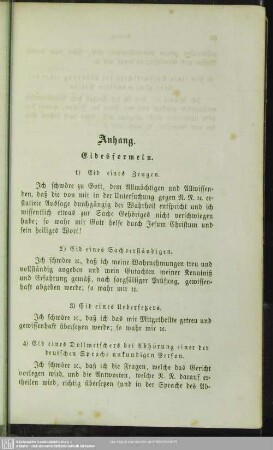 Anhang.
Eidesformeln.
1) Eid eines Zeugen.
Ich schwöre zu Gott, dem Allmächtigen und Allwissen-
den, daß die von mir in der Untersuchung gegen N. N. ꝛc. er-
stattete Aussage durchgängig der Wahrheit entspricht und ich
wissentlich etwas zur Sache Gehöriges nicht verschwiegen
habe; so wahr mir Gott helfe durch Jesum Christum und
sein heiliges Wort!
2) Eid eines Sachverständigen.
Ich schwöre ꝛc, daß ich meine Wahrnehmungen treu und
vollständig angeben und mein Gutachten meiner Kenntniß
und Erfahrung gemäß, nach sorgfältiger Prüfung, gewissen-
haft abgeben werde; so wahr mir ꝛc.
3) Eid eines Uebersetzers.
Ich schwöre ꝛc, daß ich das mir Mitgetheilte getreu und
gewissenhaft übersetzen werde; so wahr mir ꝛc.
4) Eid eines Dollmetschers bei Abhörung einer der
deutschen Sprache unkundigen Person.
Ich schwöre ꝛc, daß ich die Fragen, welche das Gericht
vorlegen wird, und die Antworten, welche N. N. darauf er-
theilen wird, richtig übersetzen (und in der Sprache des Ab-